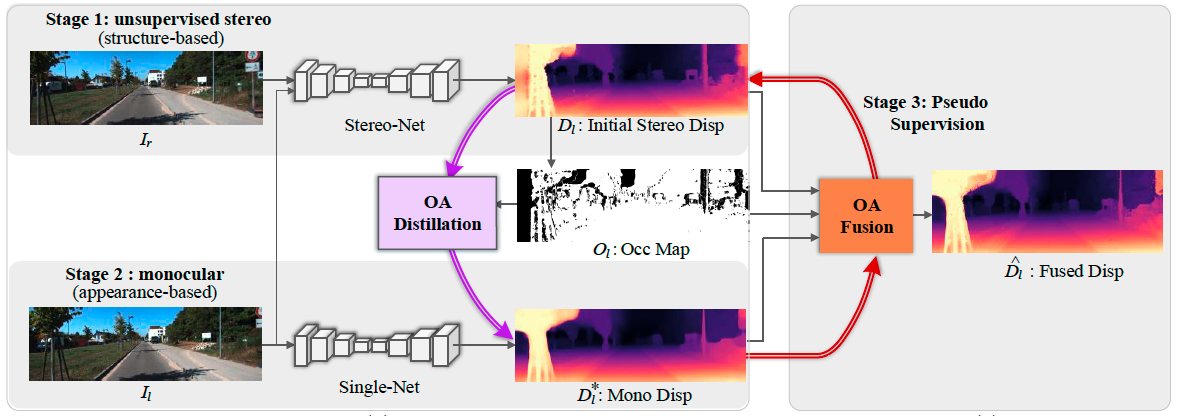 Stage 1: unsupervised stereo
(structure-based)
I_r
Stereo-Net
D_l: Initial Stereo Disp
Stage 3: Pseudo
Supervision
OA
Distillation
O_l: Occ Map
OA
Fusion
D̂_l : Fused Disp
Stage 2 : monocular
(appearance-based)
I_l
Single-Net
D_l^*: Mono Disp